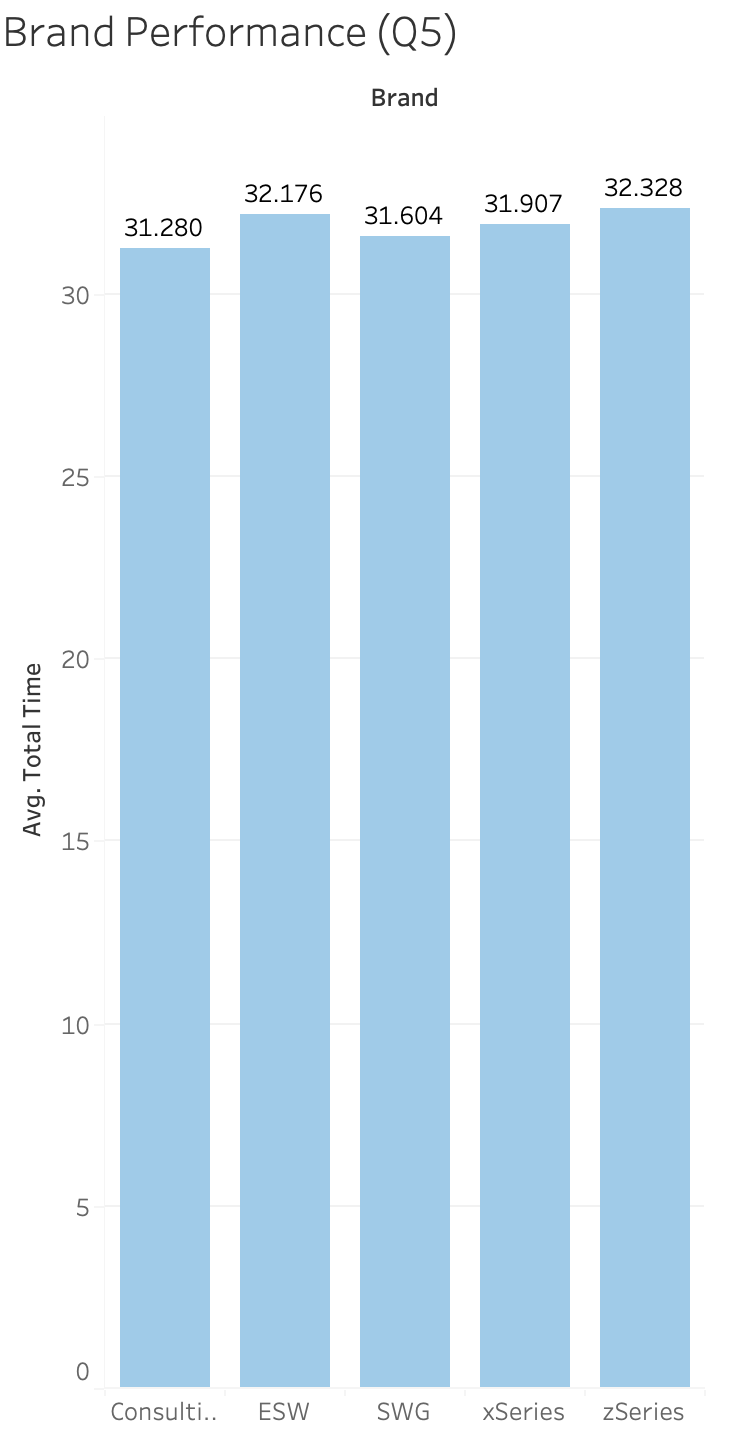 Brand Performance (Q5)
Brand
31.280
32.176
31.604
31.907
32.328
30
25
20
15
10
5
0
Avg. Total Time
Consulti..
ESW
SWG
xSeries
zSeries